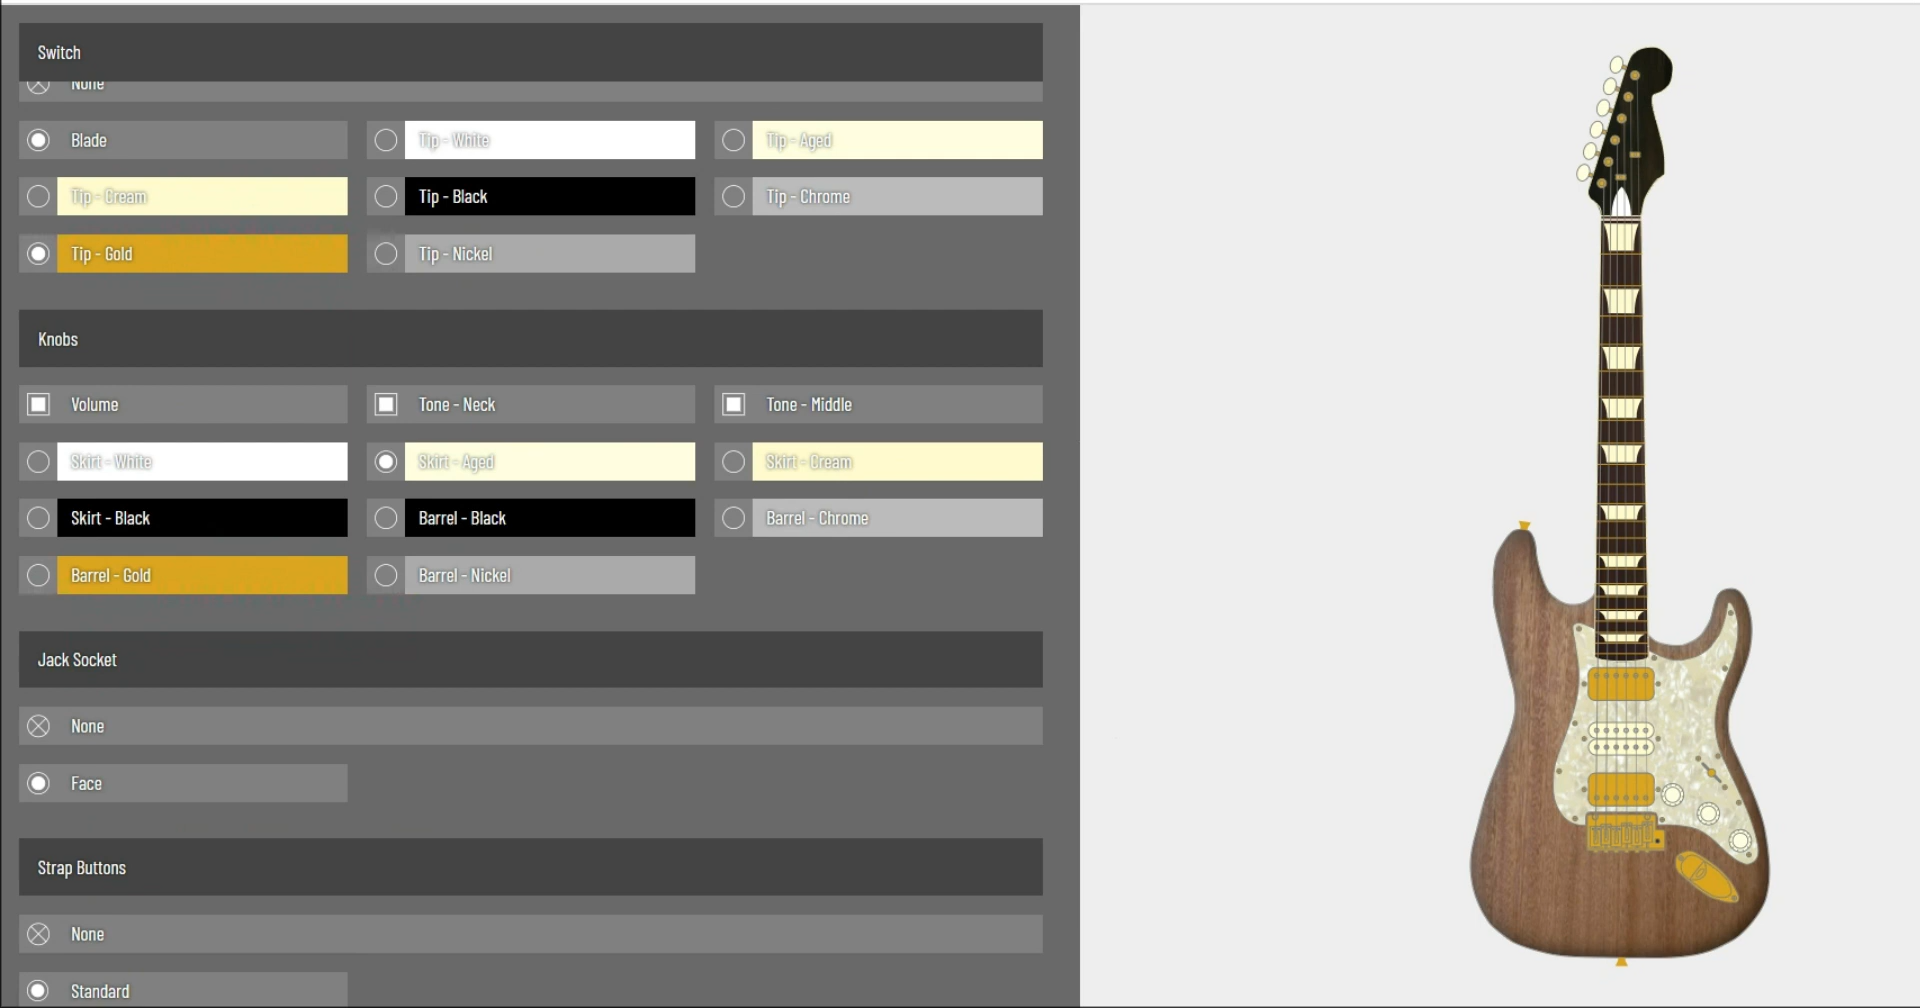 Switch
None
Blade
Tip - White
Tip - Aged
Tip - Cream
Tip - Black
Tip - Chrome
Tip - Gold
Tip - Nickel
Knobs
Volume
Tone - Neck
Tone - Middle
Skirt - White
Skirt - Aged
Skirt - Cream
Skirt - Black
Barrel - Black
Barrel - Chrome
Barrel - Gold
Barrel - Nickel
Jack Socket
None
Face
Strap Buttons
None
Standard